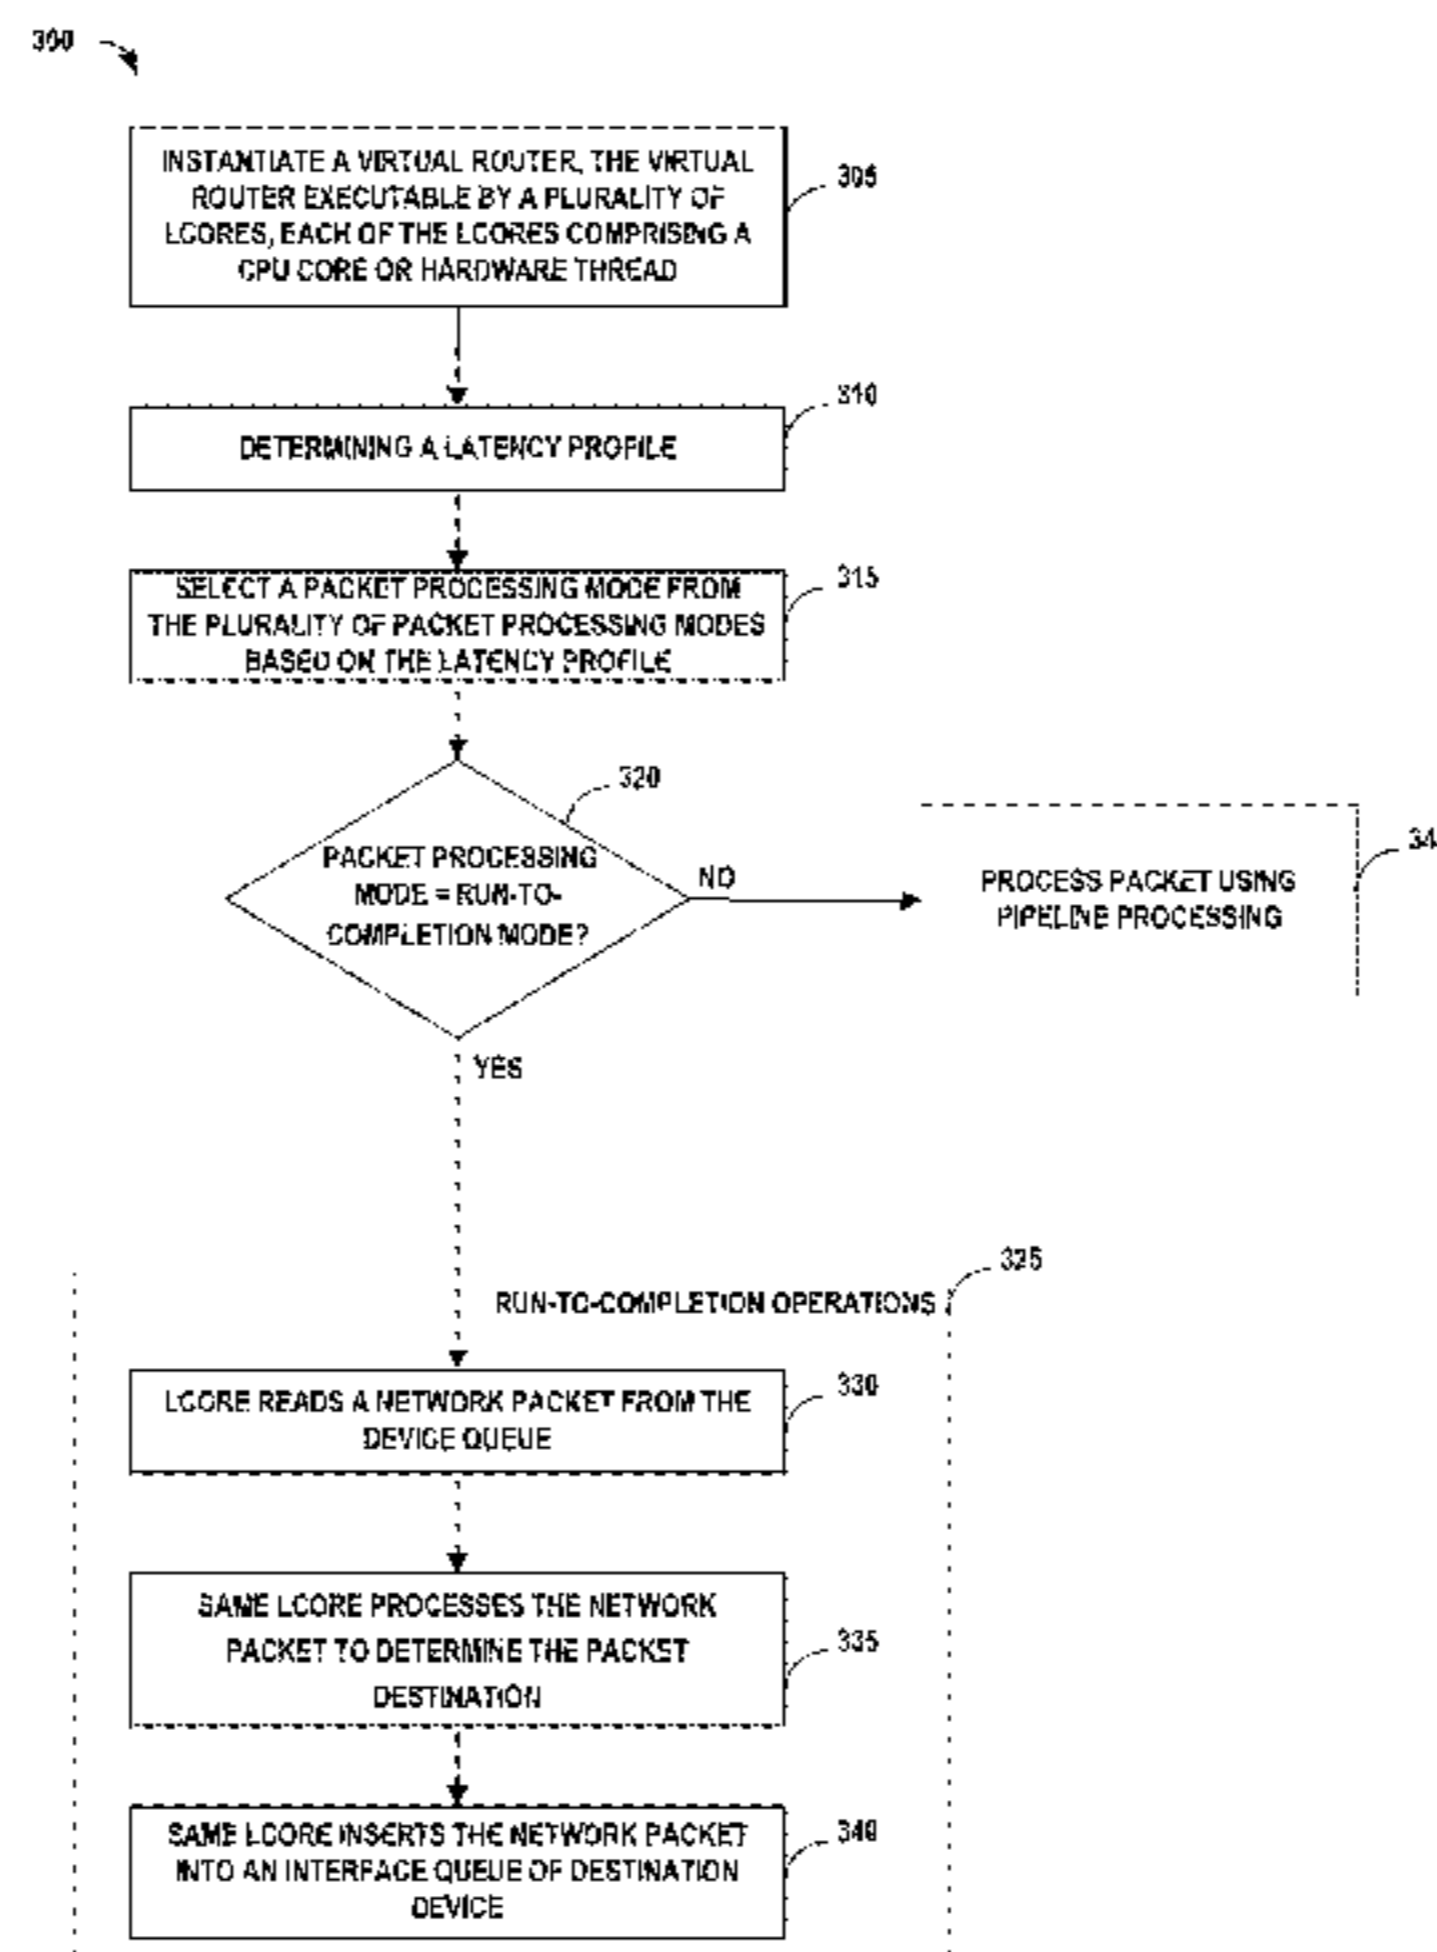 300
INSTANTIATE A VIRTUAL ROUTER, THE VIRTUAL
ROUTER EXECUTABLE BY A PLURALITY OF
LCORES, EACH OF THE LCORES COMPRISING A
CPU CORE OR HARDWARE THREAD
305
310
DETERMINING A LATENCY PROFILE
315
SELECT A PACKET PROCESSING MODE FROM
THE PLURALITY OF PACKET PROCESSING MODES
BASED ON THE LATENCY PROFILE
320
PACKET PROCESSING
MODE = RUN-TO-
COMPLETION MODE?
NO
34
PROCESS PACKET USING
PIPELINE PROCESSING
YES
325
RUN-TO-COMPLETION OPERATIONS
330
LCORE READS A NETWORK PACKET FROM THE
DEVICE QUEUE
SAME LCORE PROCESSES THE NETWORK
PACKET TO DETERMINE THE PACKET
DESTINATION
335
SAME LCORE INSERTS THE NETWORK PACKET
INTO AN INTERFACE QUEUE OF DESTINATION
DEVICE
340